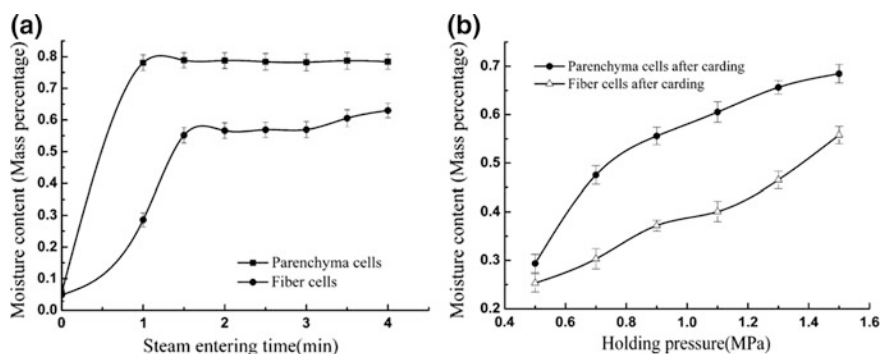 (a)
Moisture content (Mass percentage)
0.9
0.8
0.7
0.6
0.5
0.4
0.3
0.2
0.1
0.0
0 1 2 3 4
Steam entering time(min)
Parenchyma cells
Fiber cells
(b)
Moisture content (Mass percentage)
0.7
0.6
0.5
0.4
0.3
0.2
0.4 0.6 0.8 1.0 1.2 1.4 1.6
Holding pressure(MPa)
Parenchyma cells after carding
Fiber cells after carding